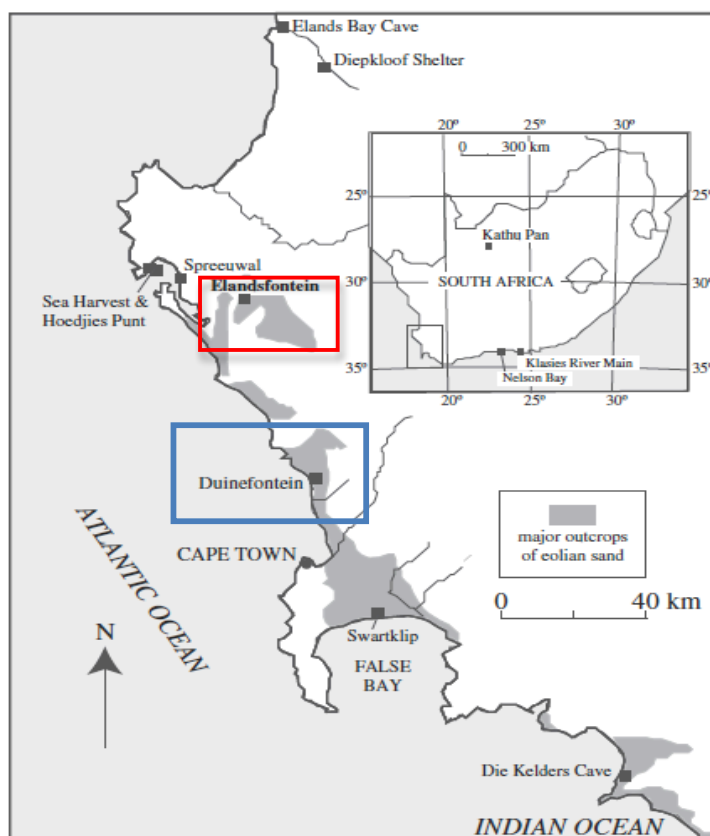 Elands Bay Cave
Diepkloof Shelter
20º
25º
30º
0 300 km
25º
25º
Kathu Pan
Spreeuwal
Elandsfontein
Sea Harvest &
Hoedjies Punt
30º
SOUTH AFRICA
30º
35º
Klasies River Main
35º
Nelson Bay
20º
25º
30º
Duinefontein
major outcrops
of eolian sand
ATLANTIC OCEAN
CAPE TOWN
0
40 km
N
Swartklip
FALSE
BAY
Die Kelders Cave
INDIAN OCEAN